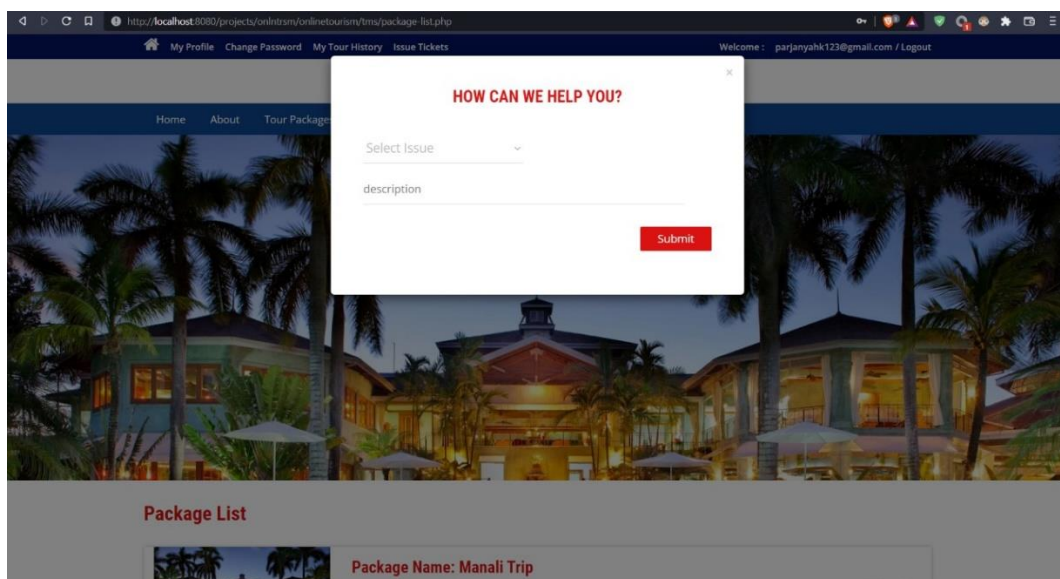 http://localhost:8080/projects/onlntrsm/onlinetourism/tms/package-list.php
My Profile Change Password My Tour History Issue Tickets Welcome : parjanyahk123@gmail.com / Logout
×
HOW CAN WE HELP YOU?
Home About Tour Package
Select Issue
description
Submit
Package List
Package Name: Manali Trip